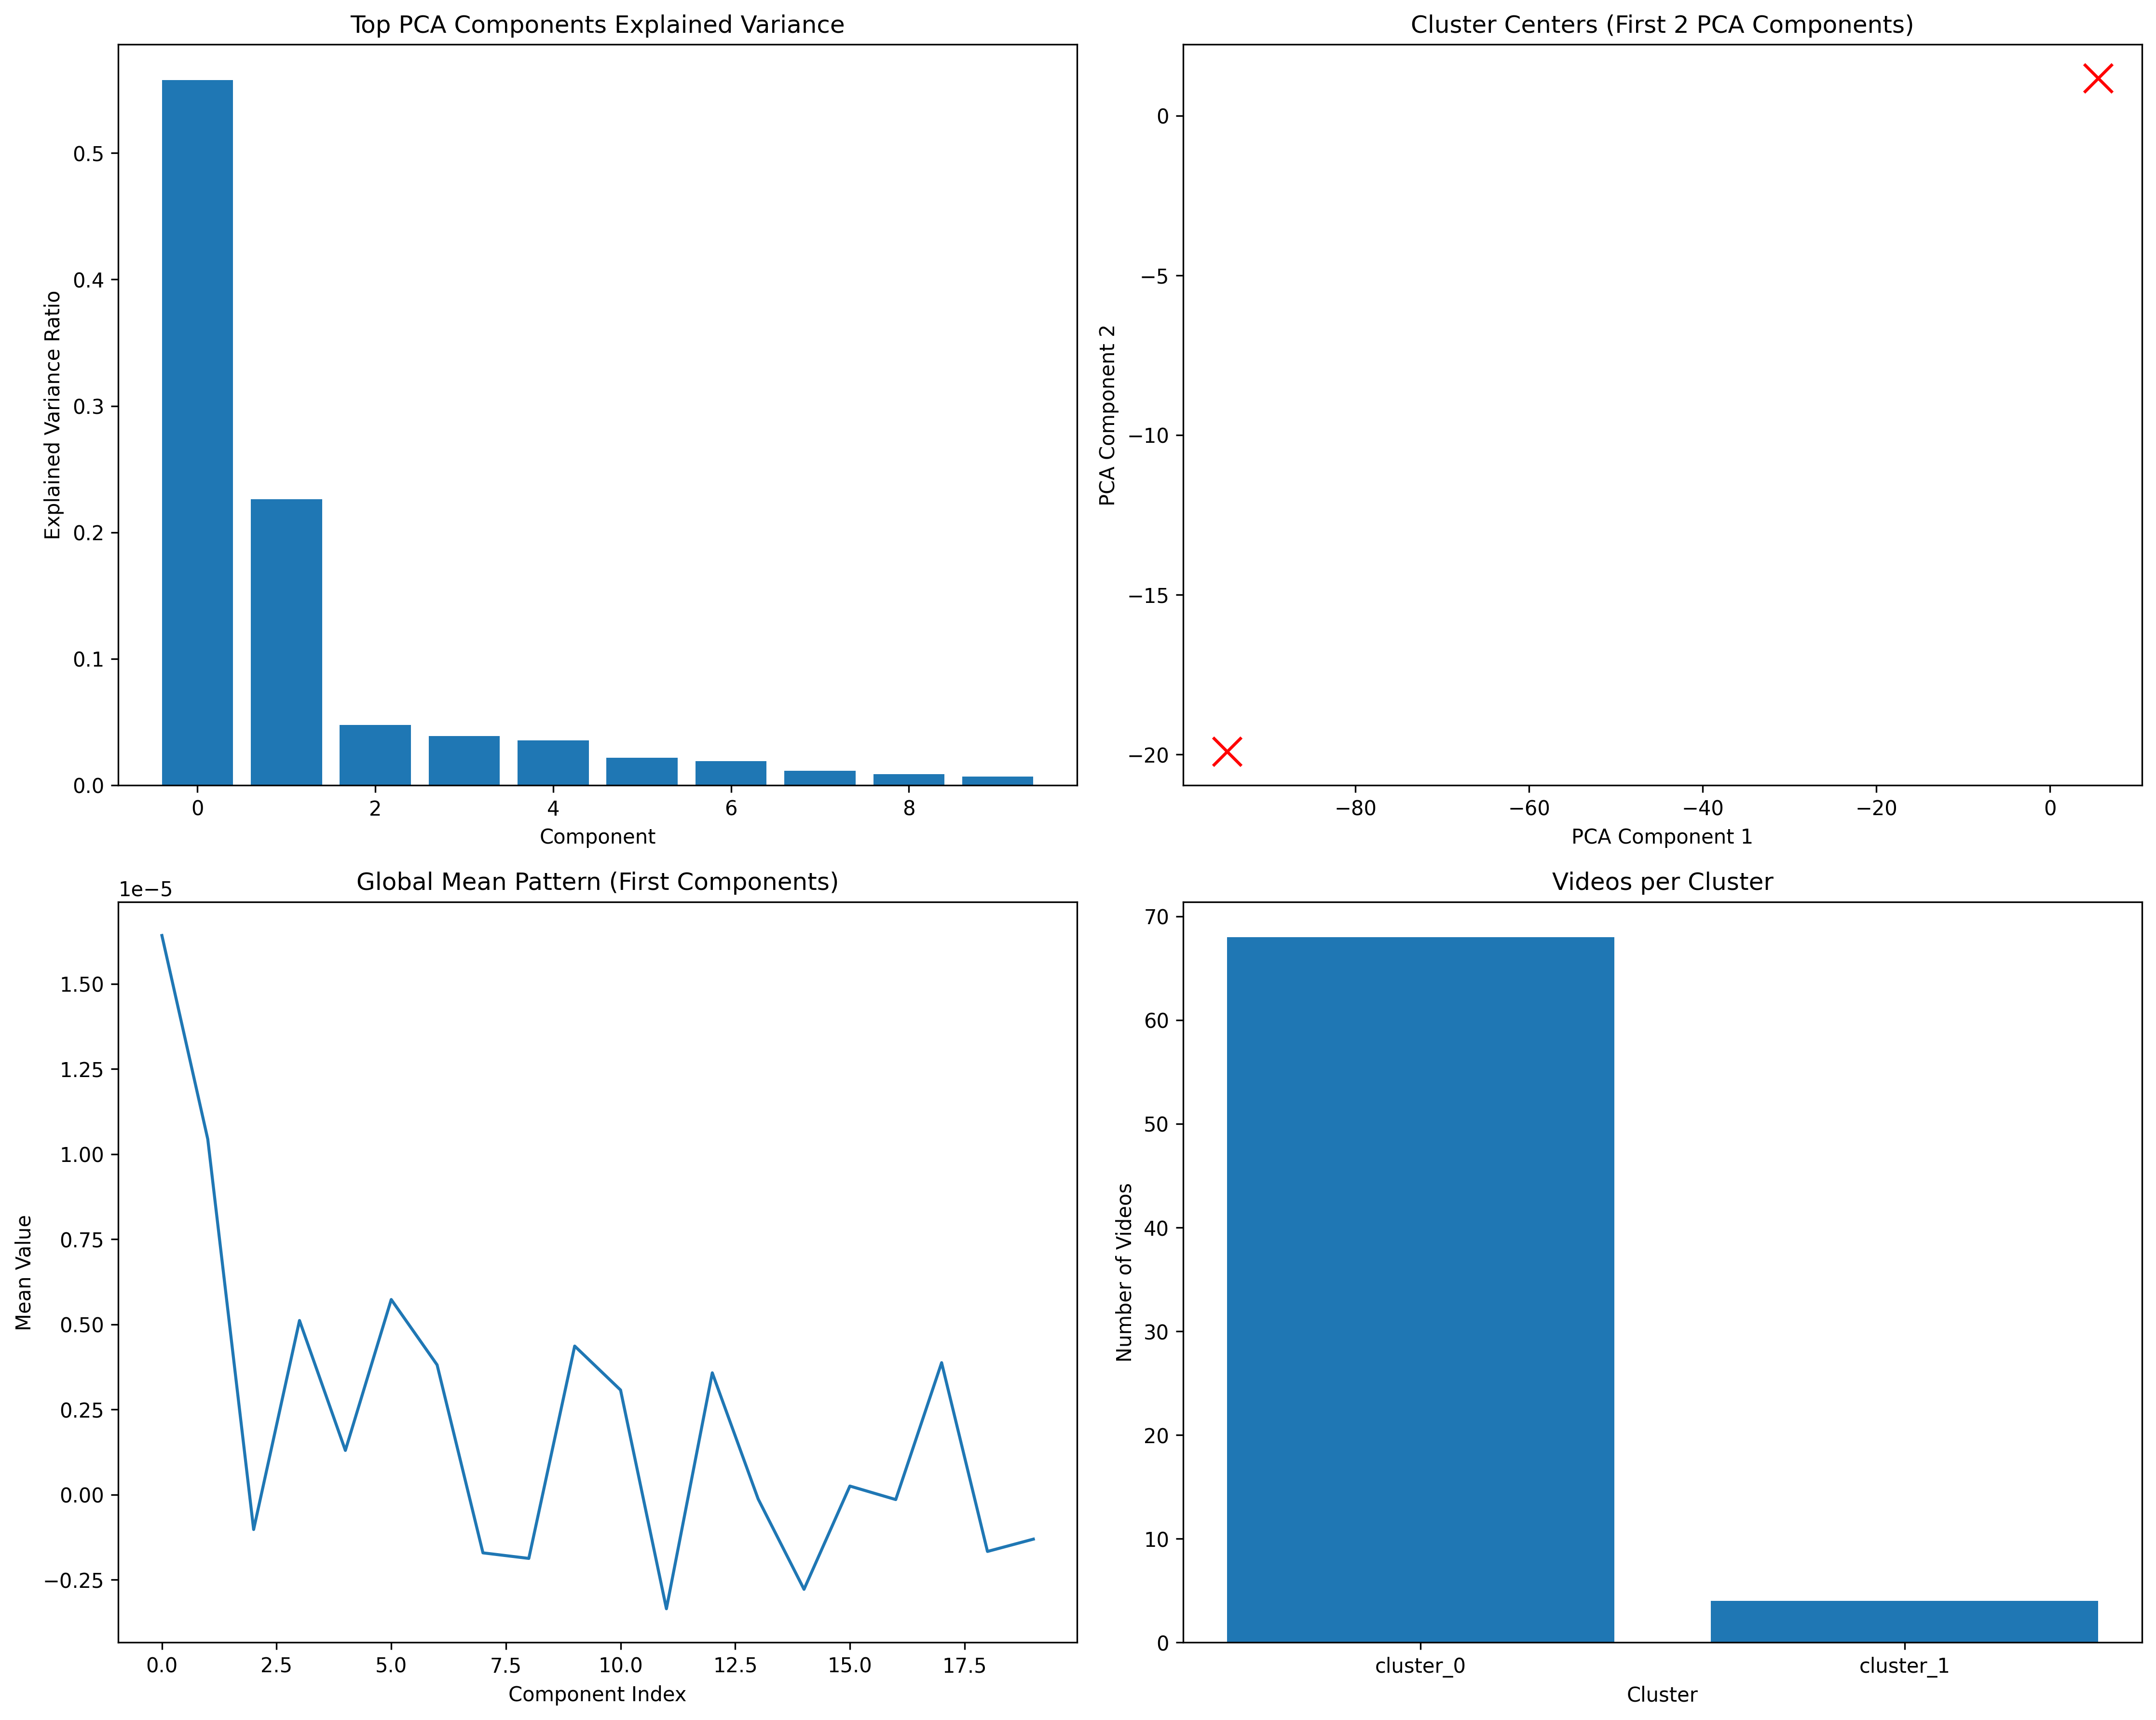 Top PCA Components Explained Variance
0.5
0.4
0.3
0.2
0.1
0.0
Explained Variance Ratio
0 2 4 6 8
Component
Cluster Centers (First 2 PCA Components)
0
−5
−10
−15
−20
PCA Component 2
−80 −60 −40 −20 0
PCA Component 1
Global Mean Pattern (First Components)
1e−5
1.50
1.25
1.00
0.75
0.50
0.25
0.00
−0.25
Mean Value
0.0 2.5 5.0 7.5 10.0 12.5 15.0 17.5
Component Index
Videos per Cluster
70
60
50
40
30
20
10
0
Number of Videos
cluster_0 cluster_1
Cluster